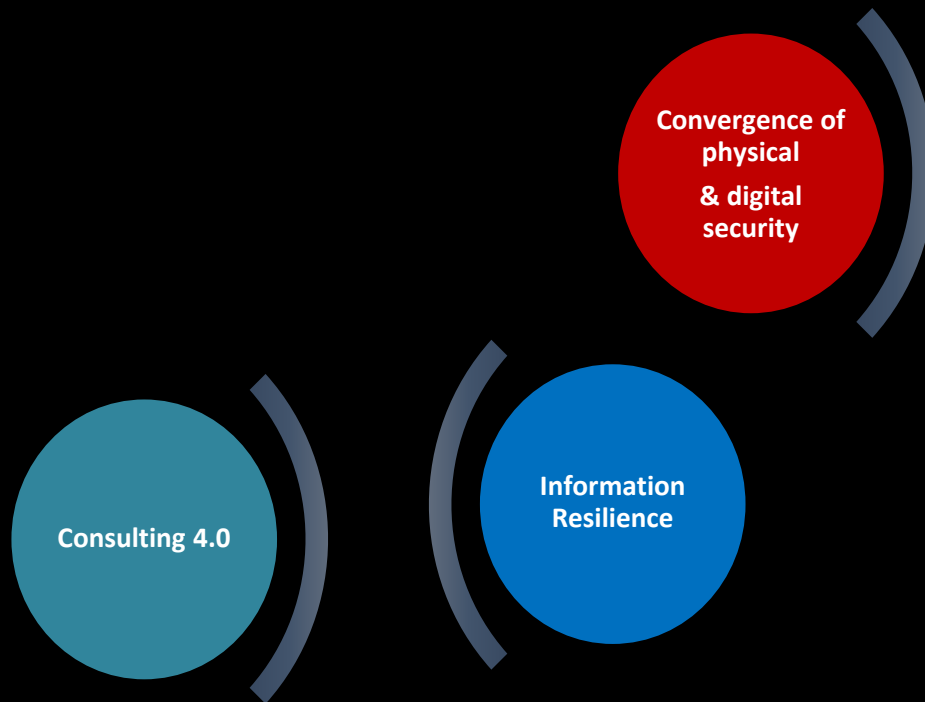 Convergence of
physical
& digital
security
Information
Resilience
Consulting 4.0